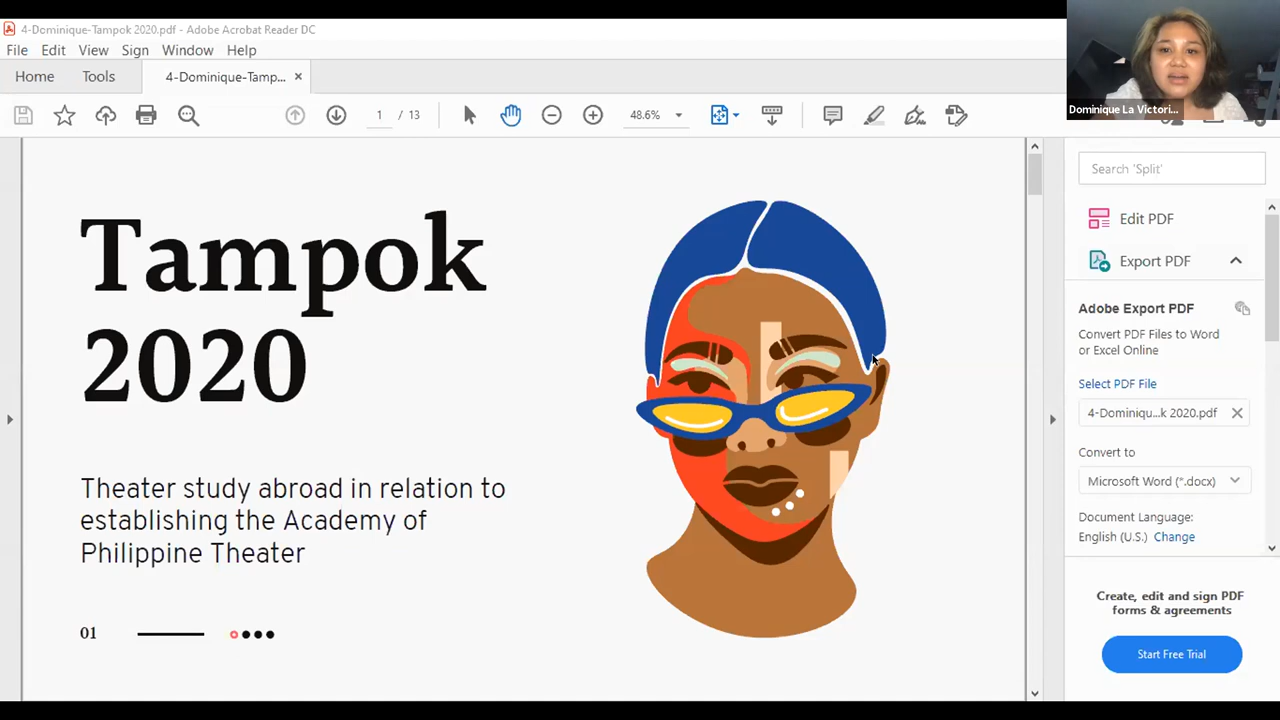 4-Dominique-Tampok 2020.pdf - Adobe Acrobat Reader DC
File Edit View Sign Window Help
Home Tools 4-Dominique-Tamp... ×
1 / 13 48.6%
Dominique La Victori...
Tampok
2020
Theater study abroad in relation to
establishing the Academy of
Philippine Theater
01
Search 'Split'
Edit PDF
Export PDF
Adobe Export PDF
Convert PDF Files to Word
or Excel Online
Select PDF File
4-Dominiqu...k 2020.pdf
Convert to
Microsoft Word (*.docx)
Document Language:
English (U.S.) Change
Create, edit and sign PDF
forms & agreements
Start Free Trial